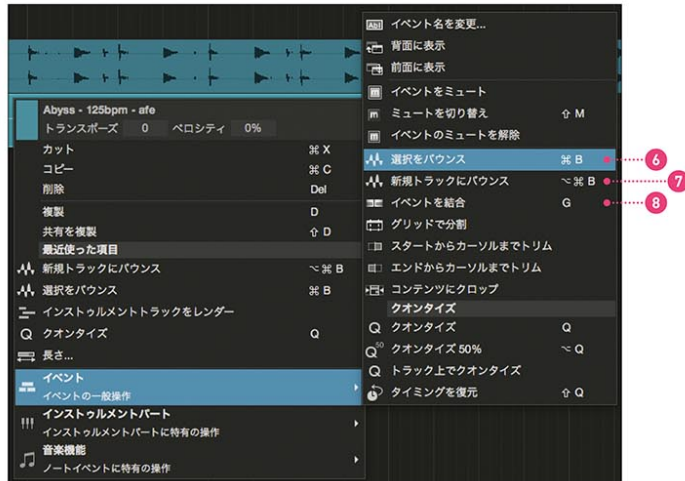 Abyss - 125bpm - afe
トランスポーズ 0 ベロシティ 0%
カット ⌘ X
コピー ⌘ C
削除 Del
複製 D
共有を複製 ⇧ D
最近使った項目
新規トラックにバウンス ⌥ ⌘ B
選択をバウンス ⌘ B
インストゥルメントトラックをレンダー
Q クオンタイズ Q
長さ...
イベント
イベントの一般操作
インストゥルメントパート
インストゥルメントパートに特有の操作
音楽機能
ノートイベントに特有の操作
Ab| イベント名を変更...
背面に表示
前面に表示
イベントをミュート
ミュートを切り替え ⇧ M
イベントのミュートを解除
選択をバウンス ⌘ B 6
新規トラックにバウンス ⌥ ⌘ B 7
イベントを結合 G 8
グリッドで分割
スタートからカーソルまでトリム
エンドからカーソルまでトリム
コンテンツにクロップ
クオンタイズ
Q クオンタイズ Q
Q50 クオンタイズ 50% ⌥ Q
Q トラック上でクオンタイズ
タイミングを復元 ⇧ Q